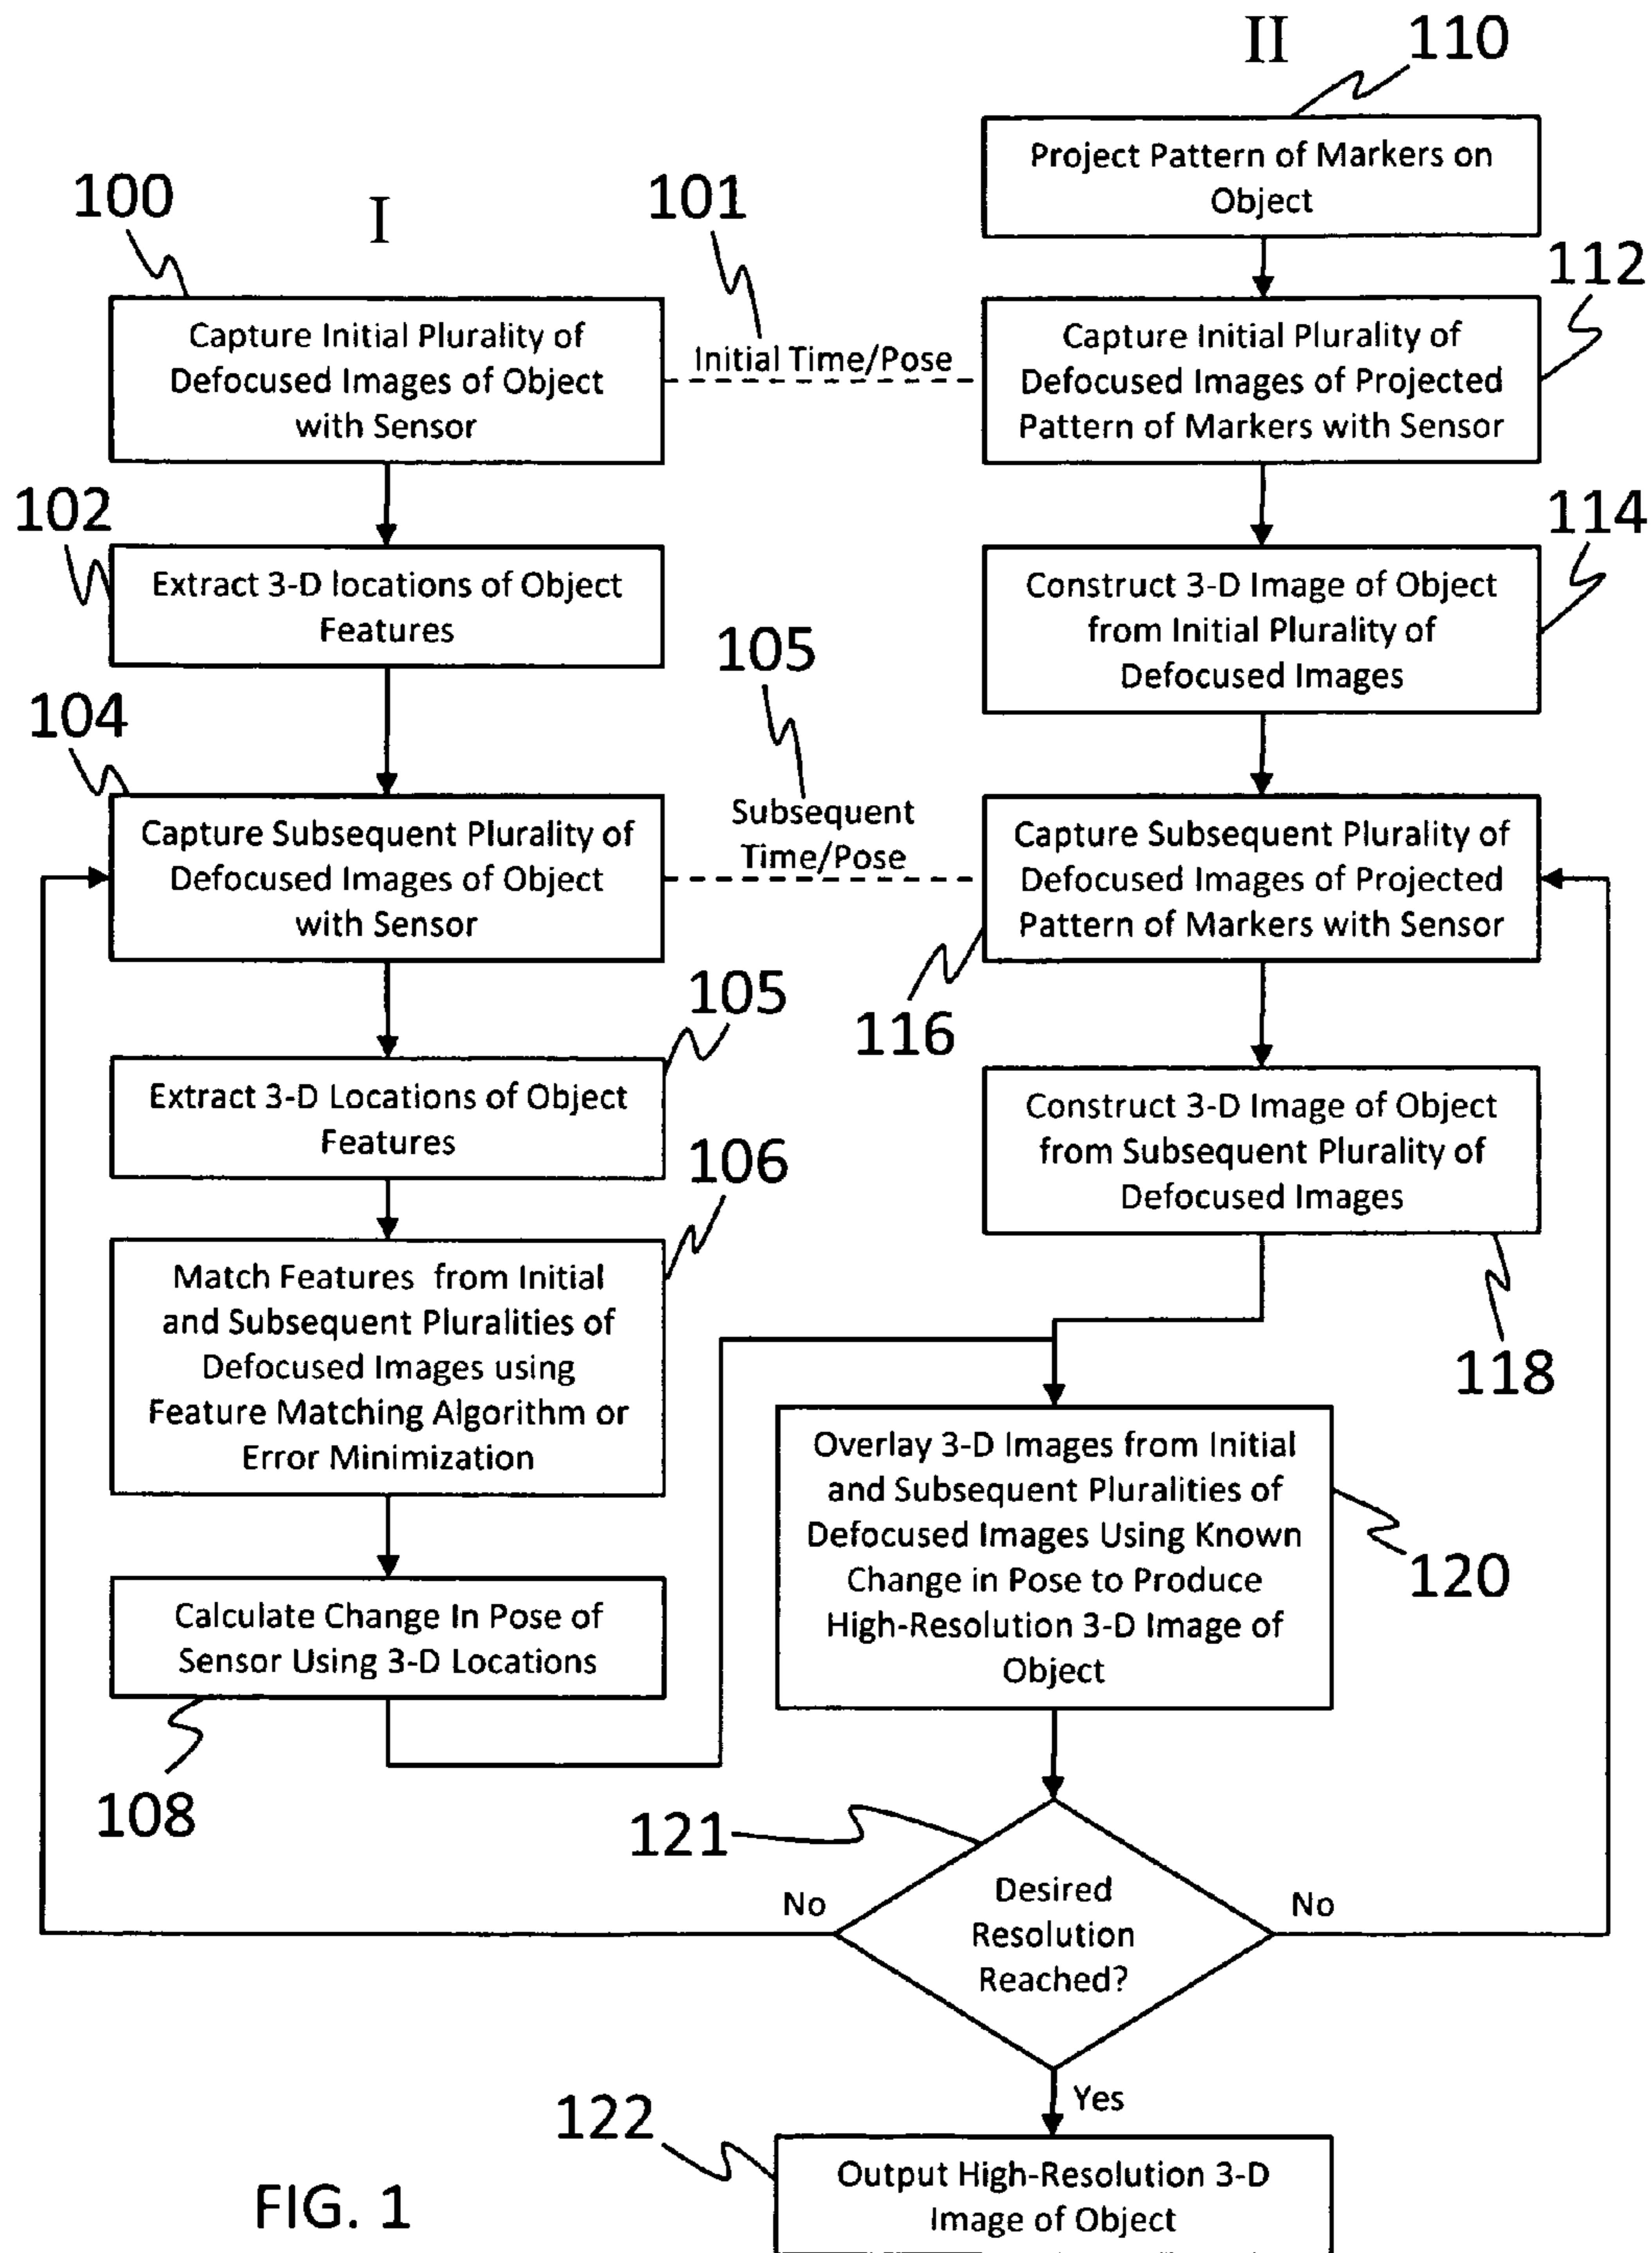 II
110
Project Pattern of Markers on
Object
100
I
101
112
Capture Initial Plurality of
Defocused Images of Object
with Sensor
Initial Time/Pose
Capture Initial Plurality of
Defocused Images of Projected
Pattern of Markers with Sensor
102
114
Extract 3-D locations of Object
Features
Construct 3-D Image of Object
from Initial Plurality of
Defocused Images
105
104
Capture Subsequent Plurality of
Defocused Images of Object
with Sensor
Subsequent
Time/Pose
Capture Subsequent Plurality of
Defocused Images of Projected
Pattern of Markers with Sensor
105
116
Extract 3-D Locations of Object
Features
Construct 3-D Image of Object
from Subsequent Plurality of
Defocused Images
106
118
Match Features from Initial
and Subsequent Pluralities of
Defocused Images using
Feature Matching Algorithm or
Error Minimization
Overlay 3-D Images from Initial
and Subsequent Pluralities of
Defocused Images Using Known
Change in Pose to Produce
High-Resolution 3-D Image of
Object
120
Calculate Change In Pose of
Sensor Using 3-D Locations
108
121
No
Desired
Resolution
Reached?
No
Yes
122
Output High-Resolution 3-D
Image of Object
FIG. 1